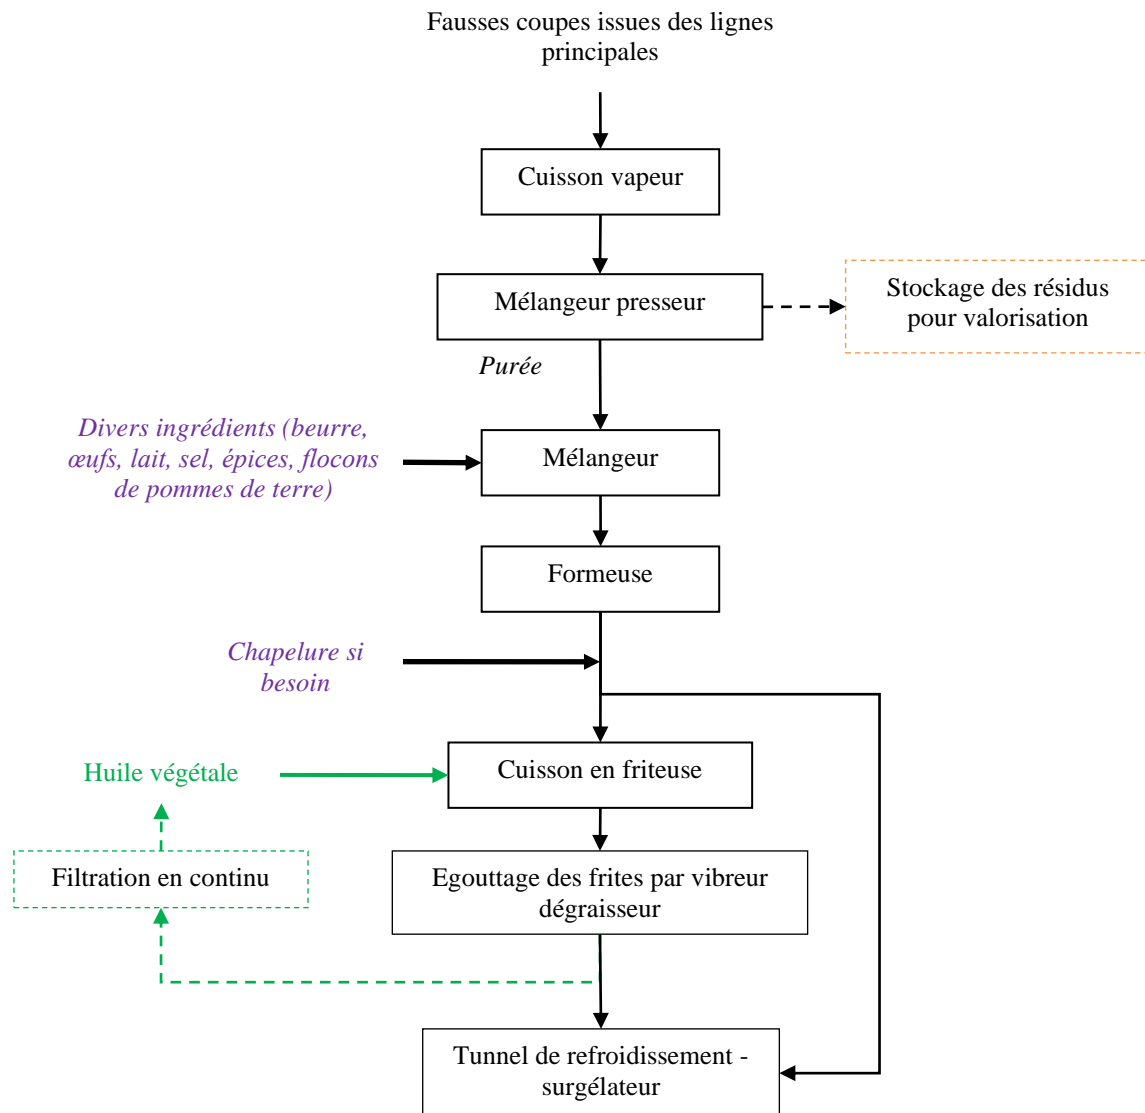 Fausses coupes issues des lignes
principales
Cuisson vapeur
Mélangeur presseur
Stockage des résidus
pour valorisation
Purée
Divers ingrédients (beurre,
œufs, lait, sel, épices, flocons
de pommes de terre)
Mélangeur
Formeuse
Chapelure si
besoin
Huile végétale
Cuisson en friteuse
Filtration en continu
Egouttage des frites par vibreur
dégraisseur
Tunnel de refroidissement -
surgélateur